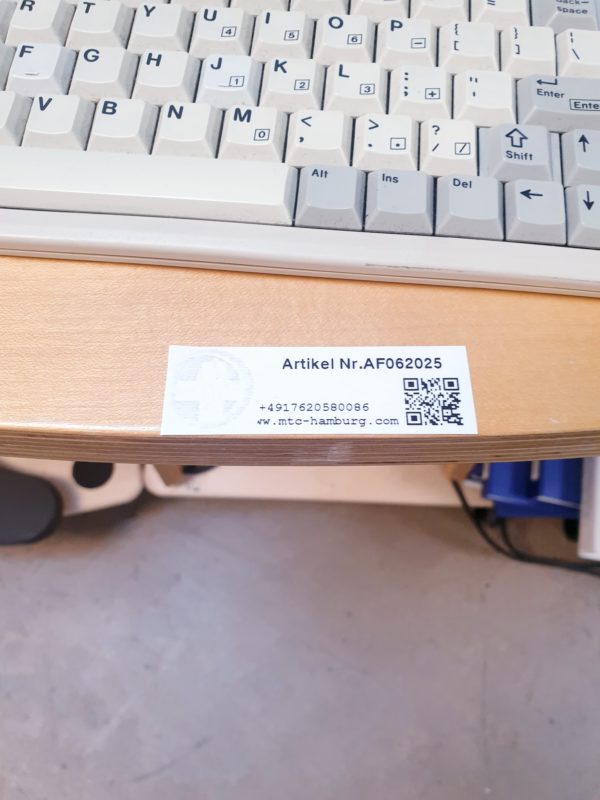 R T Y U 4 I 5 O 6 P - { [ } ] | \ Back- space
F G H J 1 K 2 L 3 : ; + " ' Enter Enter
V B N M 0 < , > . . ? / / Shift ↑
Alt Ins Del ← ↓
Artikel Nr.AF062025
+4917620580086
w.mtc-hamburg.com